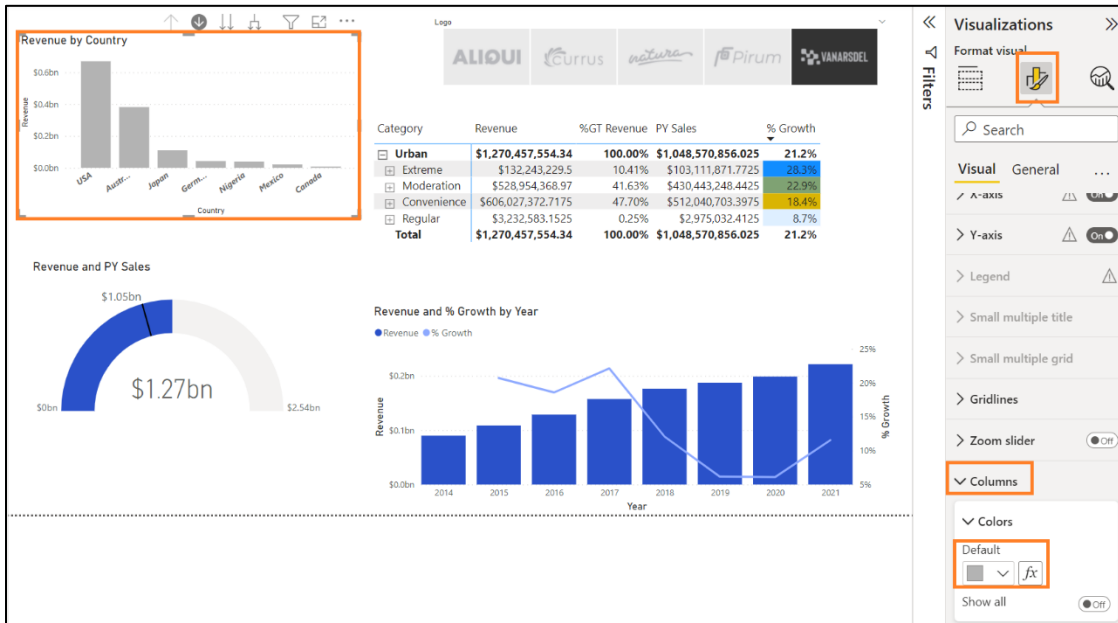 Revenue by Country
$0.6bn
$0.4bn
$0.2bn
$0.0bn
Revenue
USA Austr... Japan Germ... Nigeria Mexico Canada
Country
Logo
ALIQUI Currus natura Pirum VANARSDEL
Category Revenue %GT Revenue PY Sales % Growth
Urban $1,270,457,554.34 100.00% $1,048,570,856.025 21.2%
Extreme $132,243,229.5 10.41% $103,111,871.7725 28.3%
Moderation $528,954,368.97 41.63% $430,443,248.4425 22.9%
Convenience $606,027,372.7175 47.70% $512,040,703.3975 18.4%
Regular $3,232,583.1525 0.25% $2,975,032.4125 8.7%
Total $1,270,457,554.34 100.00% $1,048,570,856.025 21.2%
Revenue and PY Sales
$1.05bn
$1.27bn
$0bn $2.54bn
Revenue and % Growth by Year
Revenue % Growth
$0.2bn
$0.1bn
$0.0bn
Revenue
25%
20%
15%
10%
5%
% Growth
2014 2015 2016 2017 2018 2019 2020 2021
Year
Filters
Visualizations
Format visual
Search
Visual General ...
X-axis On
Y-axis On
Legend
Small multiple title
Small multiple grid
Gridlines
Zoom slider Off
Columns
Colors
Default
fx
Show all Off